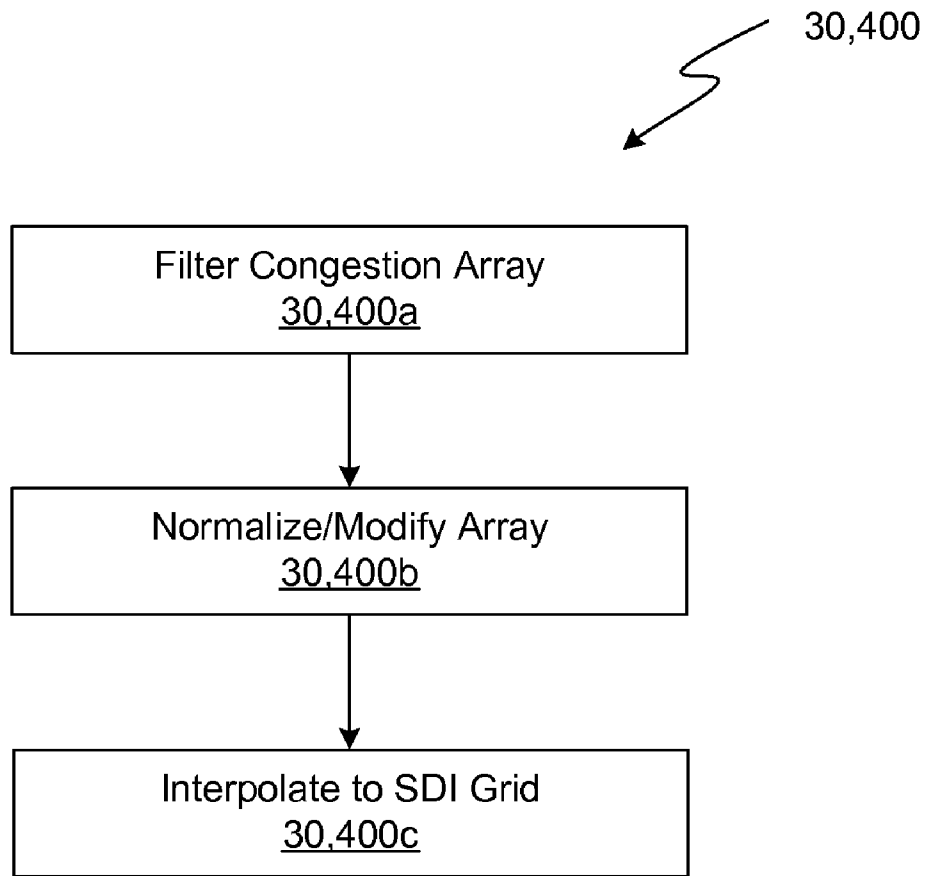 30,400
Filter Congestion Array
30,400a
Normalize/Modify Array
30,400b
Interpolate to SDI Grid
30,400c